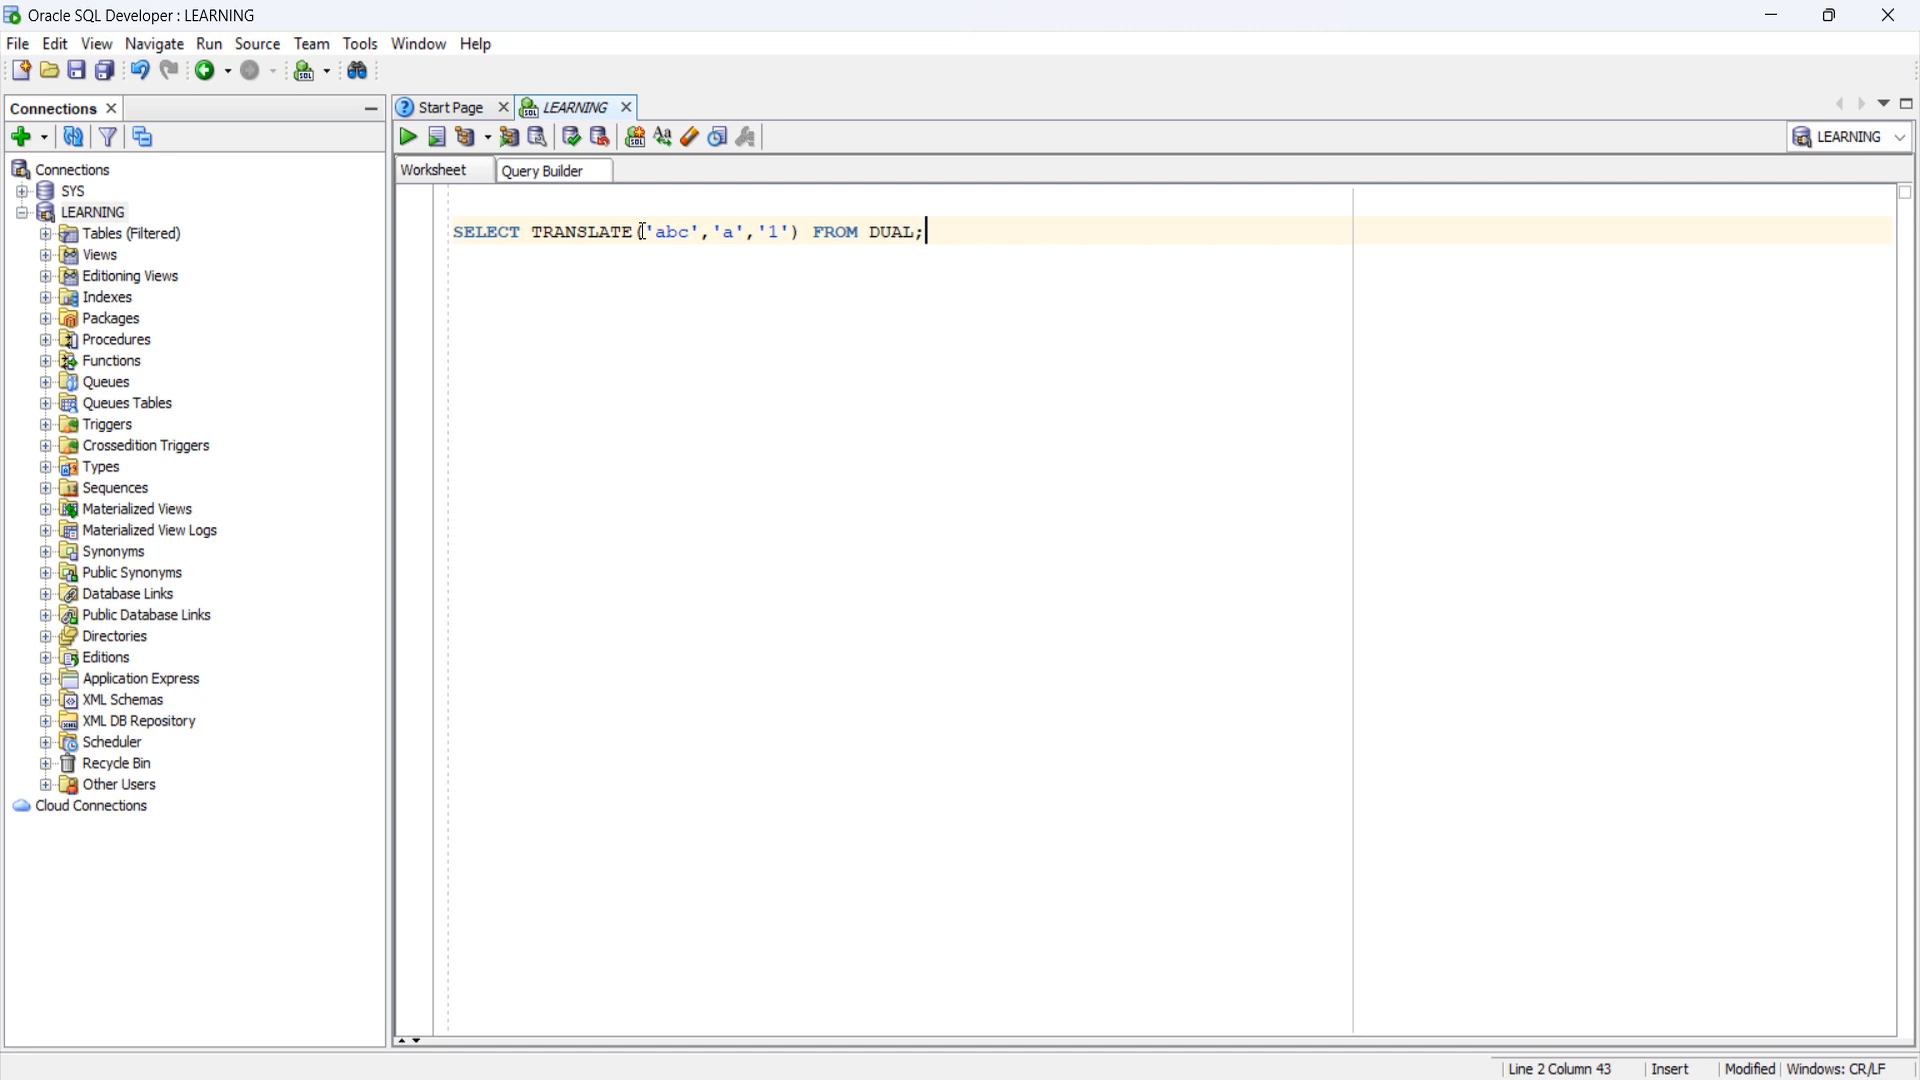 Oracle SQL Developer : LEARNING
File Edit View Navigate Run Source Team Tools Window Help
Connections
Start Page LEARNING
LEARNING
Worksheet Query Builder
Connections
SYS
LEARNING
Tables (Filtered)
Views
Editioning Views
Indexes
Packages
Procedures
Functions
Queues
Queues Tables
Triggers
Crossedition Triggers
Types
Sequences
Materialized Views
Materialized View Logs
Synonyms
Public Synonyms
Database Links
Public Database Links
Directories
Editions
Application Express
XML Schemas
XML DB Repository
Scheduler
Recycle Bin
Other Users
Cloud Connections
SELECT TRANSLATE('abc','a','1') FROM DUAL;
Line 2 Column 43 Insert Modified Windows: CR/LF